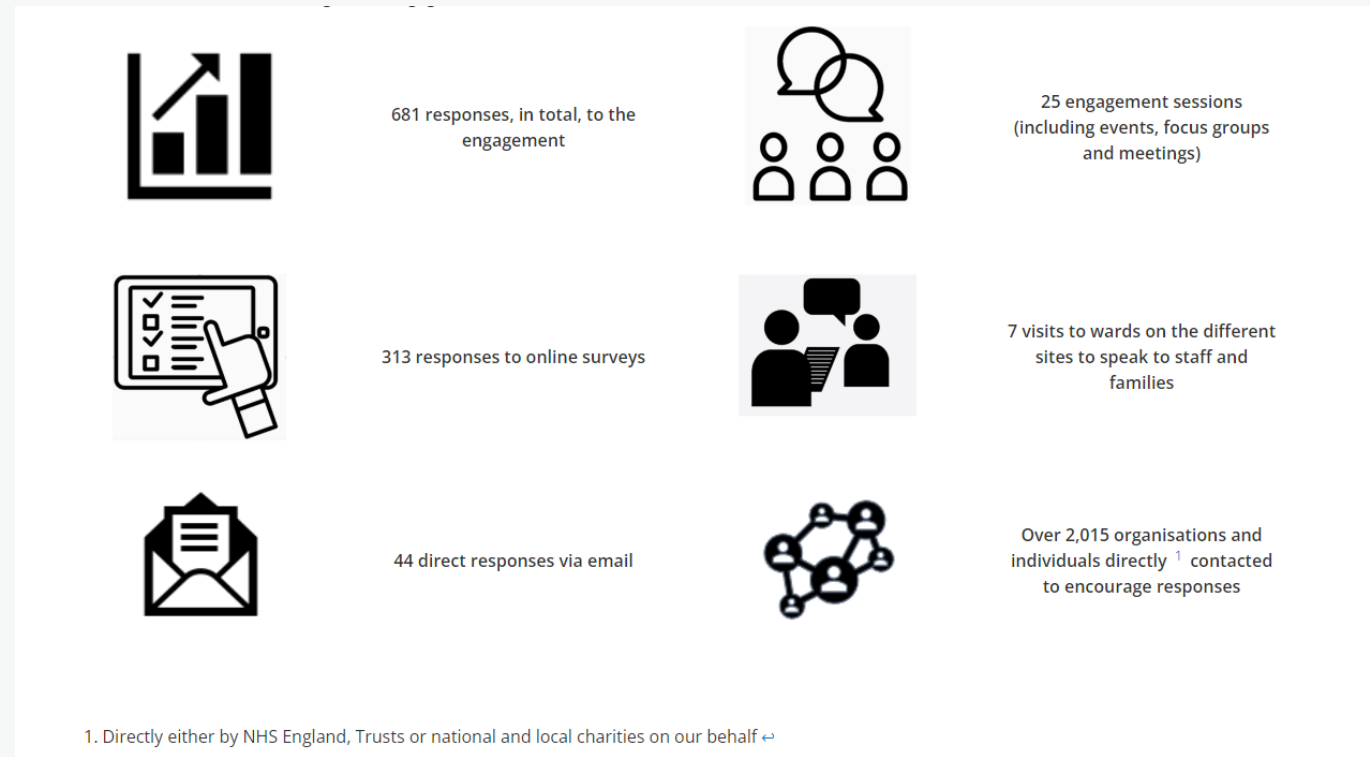 681 responses, in total, to the
engagement
25 engagement sessions
(including events, focus groups
and meetings)
313 responses to online surveys
7 visits to wards on the different
sites to speak to staff and
families
44 direct responses via email
Over 2,015 organisations and
individuals directly 1 contacted
to encourage responses
1. Directly either by NHS England, Trusts or national and local charities on our behalf ↩